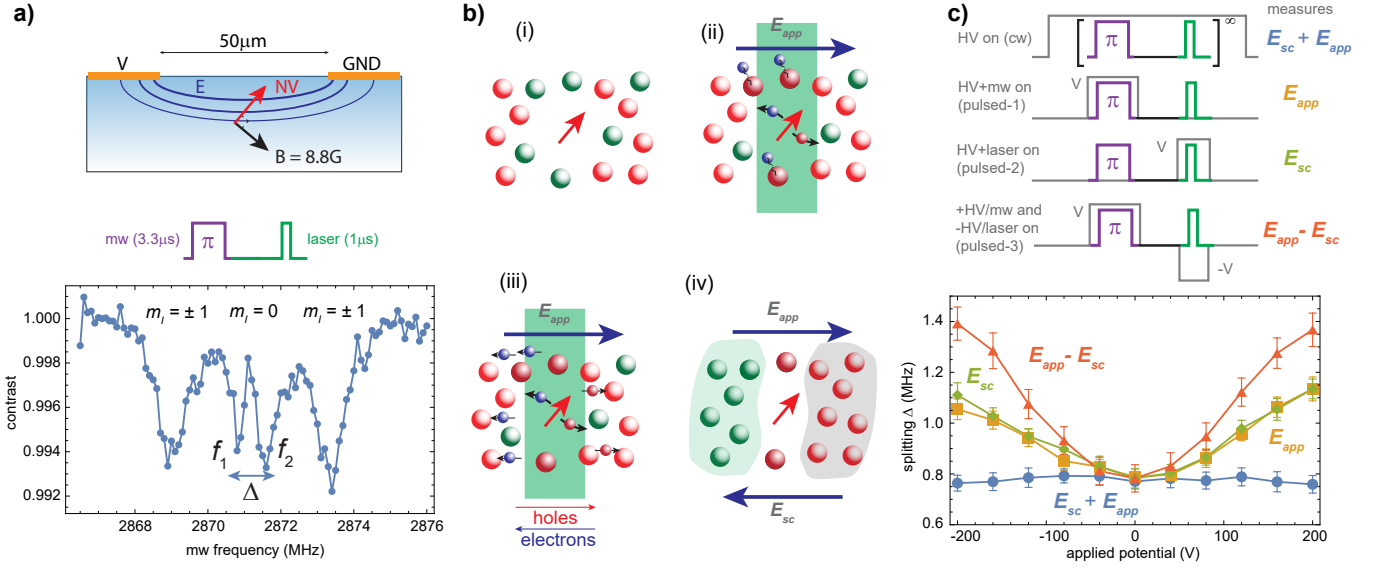 a)
50μm
V
GND
E
NV
B = 8.8G
mw (3.3μs)
π
laser (1μs)
m_I = ± 1
m_I = 0
m_I = ± 1
1.000
0.998
0.996
0.994
0.992
contrast
f_1
f_2
Δ
2868
2870
2872
2874
2876
mw frequency (MHz)
b)
(i)
(ii)
E_app
(iii)
E_app
holes
electrons
(iv)
E_app
E_sc
c)
measures
HV on (cw)
π
∞
E_sc + E_app
HV+mw on
(pulsed-1)
V
π
E_app
HV+laser on
(pulsed-2)
π
V
E_sc
+HV/mw and
-HV/laser on
(pulsed-3)
V
π
-V
E_app - E_sc
1.4
1.2
1.0
0.8
0.6
splitting Δ (MHz)
E_app - E_sc
E_sc
E_app
E_sc + E_app
-200
-100
0
100
200
applied potential (V)